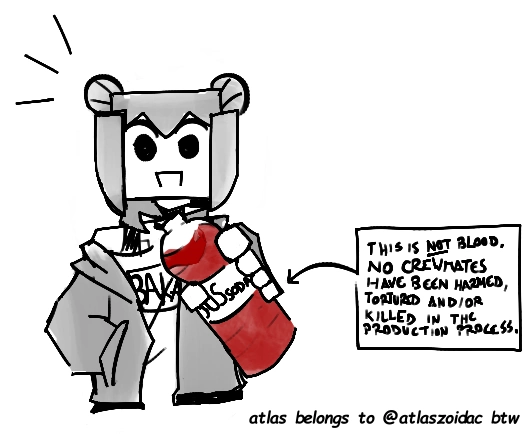 BAKA
SUS SODA
THIS IS NOT BLOOD.
NO CREWMATES
HAVE BEEN HARMED,
TORTURED AND/OR
KILLED IN THE
PRODUCTION PROCESS.
atlas belongs to @atlaszoidac btw